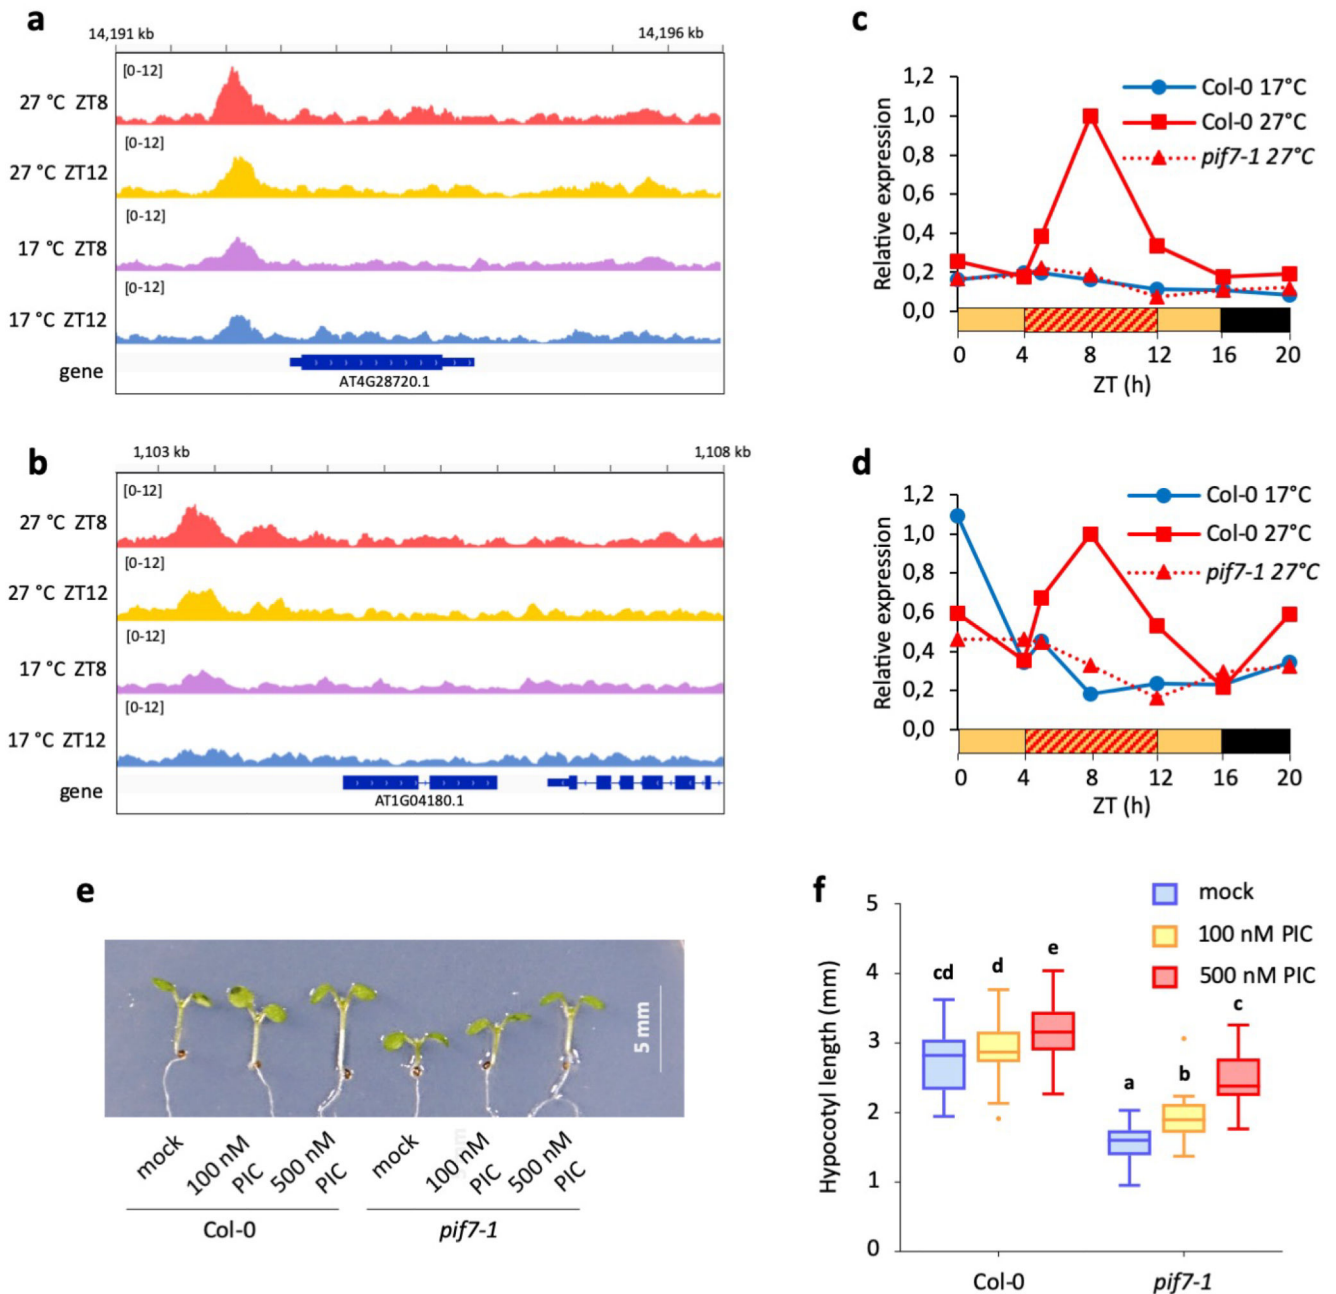 a
14,191 kb 14,196 kb
[0-12]
27 °C ZT8
[0-12]
27 °C ZT12
[0-12]
17 °C ZT8
[0-12]
17 °C ZT12
gene
AT4G28720.1
c
Relative expression
1,2
1,0
0,8
0,6
0,4
0,2
0,0
Col-0 17°C
Col-0 27°C
pif7-1 27°C
0 4 8 12 16 20
ZT (h)
b
1,103 kb 1,108 kb
[0-12]
27 °C ZT8
[0-12]
27 °C ZT12
[0-12]
17 °C ZT8
[0-12]
17 °C ZT12
gene
AT1G04180.1
d
Relative expression
1,2
1,0
0,8
0,6
0,4
0,2
0,0
Col-0 17°C
Col-0 27°C
pif7-1 27°C
0 4 8 12 16 20
ZT (h)
e
5 mm
mock
100 nM
PIC
500 nM
PIC
mock
100 nM
PIC
500 nM
PIC
Col-0
pif7-1
f
Hypocotyl length (mm)
5
4
3
2
1
0
mock
100 nM PIC
500 nM PIC
cd d e a b c
Col-0 pif7-1